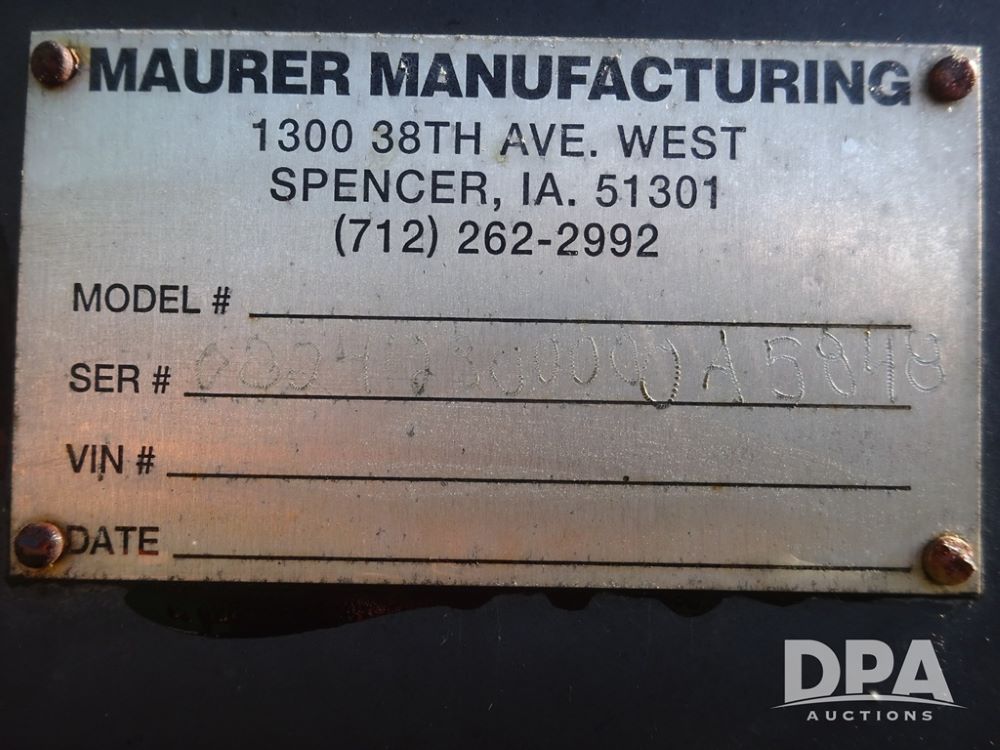 MAURER MANUFACTURING
1300 38TH AVE. WEST
SPENCER, IA. 51301
(712) 262-2992
MODEL #
SER #
VIN #
DATE
DPA
AUCTIONS